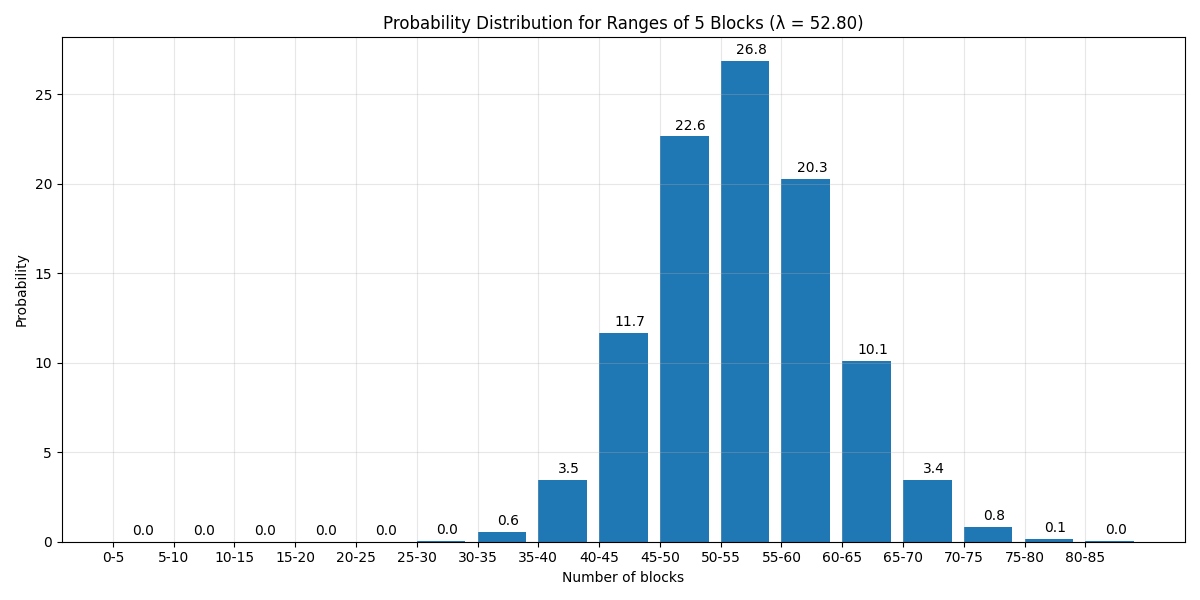 Probability Distribution for Ranges of 5 Blocks (λ = 52.80)
Probability
25
20
15
10
5
0
0.0 0.0 0.0 0.0 0.0 0.0 0.6 3.5 11.7 22.6 26.8 20.3 10.1 3.4 0.8 0.1 0.0
0-5 5-10 10-15 15-20 20-25 25-30 30-35 35-40 40-45 45-50 50-55 55-60 60-65 65-70 70-75 75-80 80-85
Number of blocks